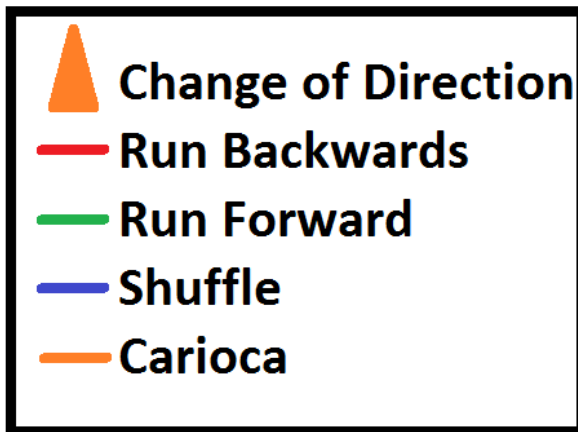 Change of Direction
Run Backwards
Run Forward
Shuffle
Carioca